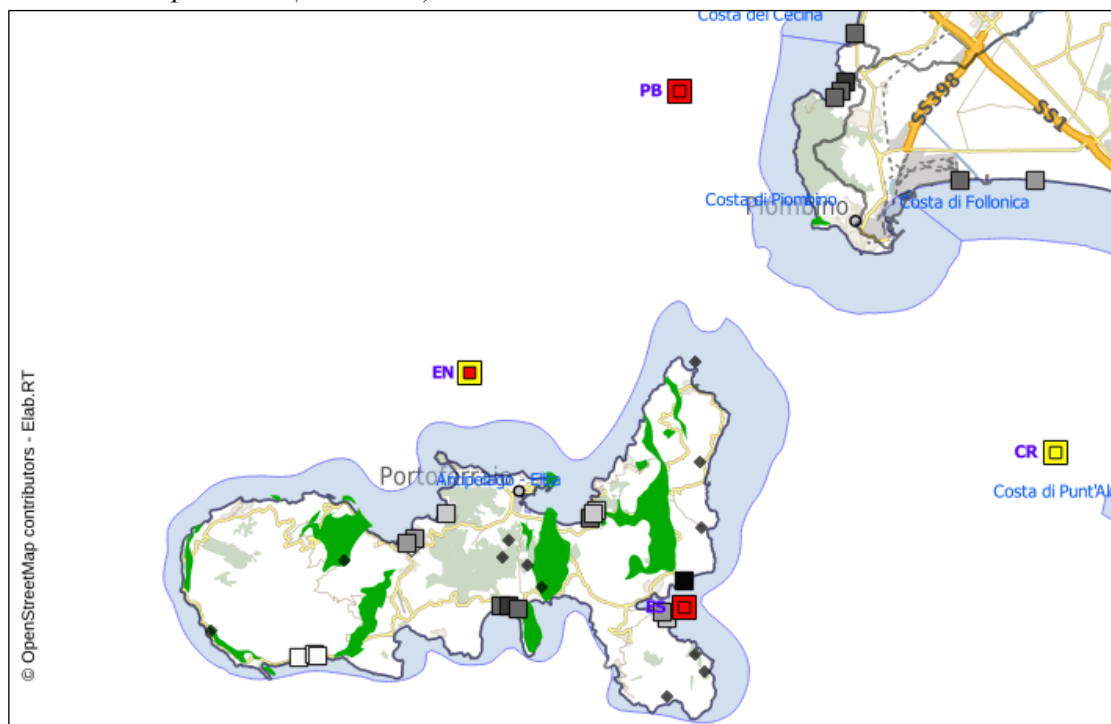 Costa del Cecina
PB
SS398
SS1
Costa di Piombino
Piombino
Costa di Follonica
EN
CR
Portoferraio
Arcipelago - Elba
Costa di Punt'Al
ES
© OpenStreetMap contributors - Elab.RT